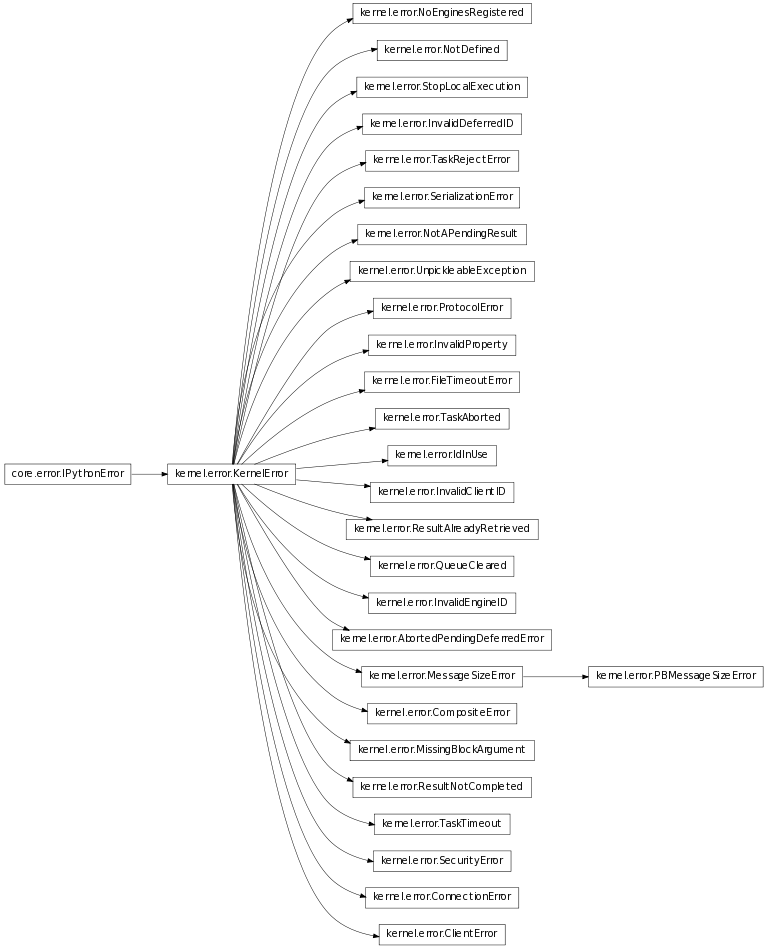 kernel.error.NoEnginesRegistered
kernel.error.NotDefined
kernel.error.StopLocalExecution
kernel.error.InvalidDeferredID
kernel.error.TaskRejectError
kernel.error.SerializationError
kernel.error.NotAPendingResult
kernel.error.UnpickleableException
kernel.error.ProtocolError
kernel.error.InvalidProperty
kernel.error.FileTimeoutError
kernel.error.TaskAborted
kernel.error.IdInUse
core.error.IPythonError
kernel.error.KernelError
kernel.error.InvalidClientID
kernel.error.ResultAlreadyRetrieved
kernel.error.QueueCleared
kernel.error.InvalidEngineID
kernel.error.AbortedPendingDeferredError
kernel.error.MessageSizeError
kernel.error.PBMessageSizeError
kernel.error.CompositeError
kernel.error.MissingBlockArgument
kernel.error.ResultNotCompleted
kernel.error.TaskTimeout
kernel.error.SecurityError
kernel.error.ConnectionError
kernel.error.ClientError